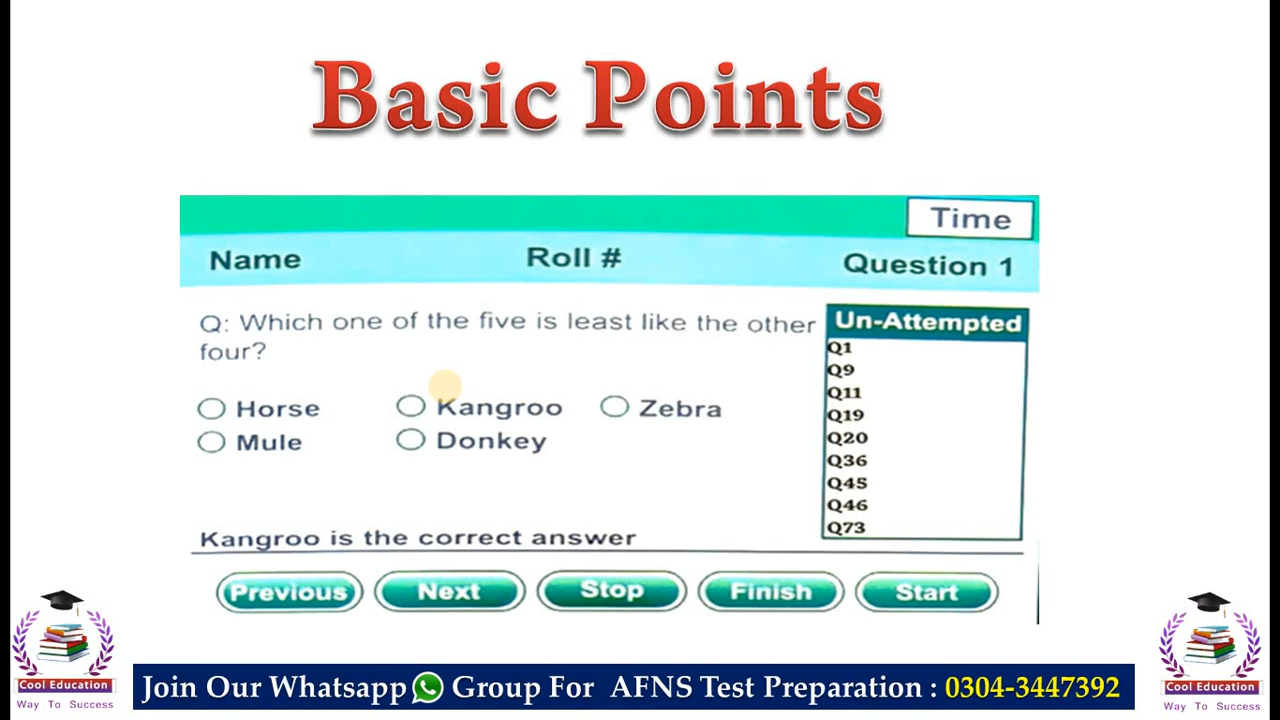 Basic Points
Time
Name Roll # Question 1
Q: Which one of the five is least like the other
four?
Horse Kangroo Zebra
Mule Donkey
Kangroo is the correct answer
Un-Attempted
Q1
Q9
Q11
Q19
Q20
Q36
Q45
Q46
Q73
Previous Next Stop Finish Start
Cool Education
Way To Success
Join Our Whatsapp Group For AFNS Test Preparation : 0304-3447392
Cool Education
Way To Success